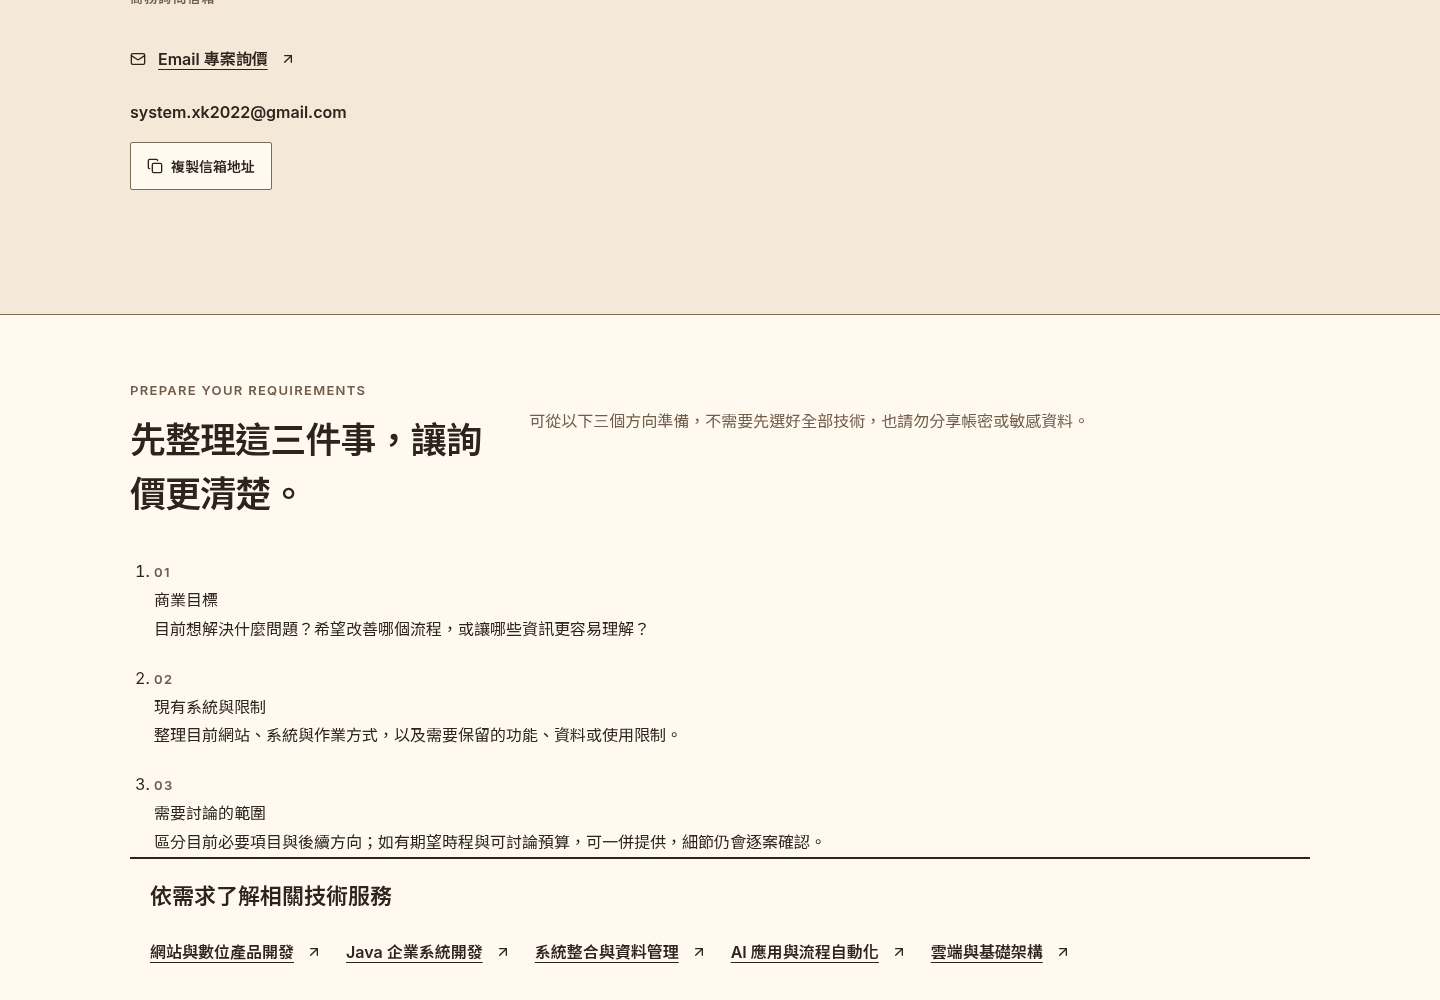 商務詢問信箱
Email 專案詢價
system.xk2022@gmail.com
複製信箱地址
PREPARE YOUR REQUIREMENTS
先整理這三件事，讓詢
價更清楚。
可從以下三個方向準備，不需要先選好全部技術，也請勿分享帳密或敏感資料。
1. 01
商業目標
目前想解決什麼問題？希望改善哪個流程，或讓哪些資訊更容易理解？
2. 02
現有系統與限制
整理目前網站、系統與作業方式，以及需要保留的功能、資料或使用限制。
3. 03
需要討論的範圍
區分目前必要項目與後續方向；如有期望時程與可討論預算，可一併提供，細節仍會逐案確認。
依需求了解相關技術服務
網站與數位產品開發 Java 企業系統開發 系統整合與資料管理 AI 應用與流程自動化 雲端與基礎架構